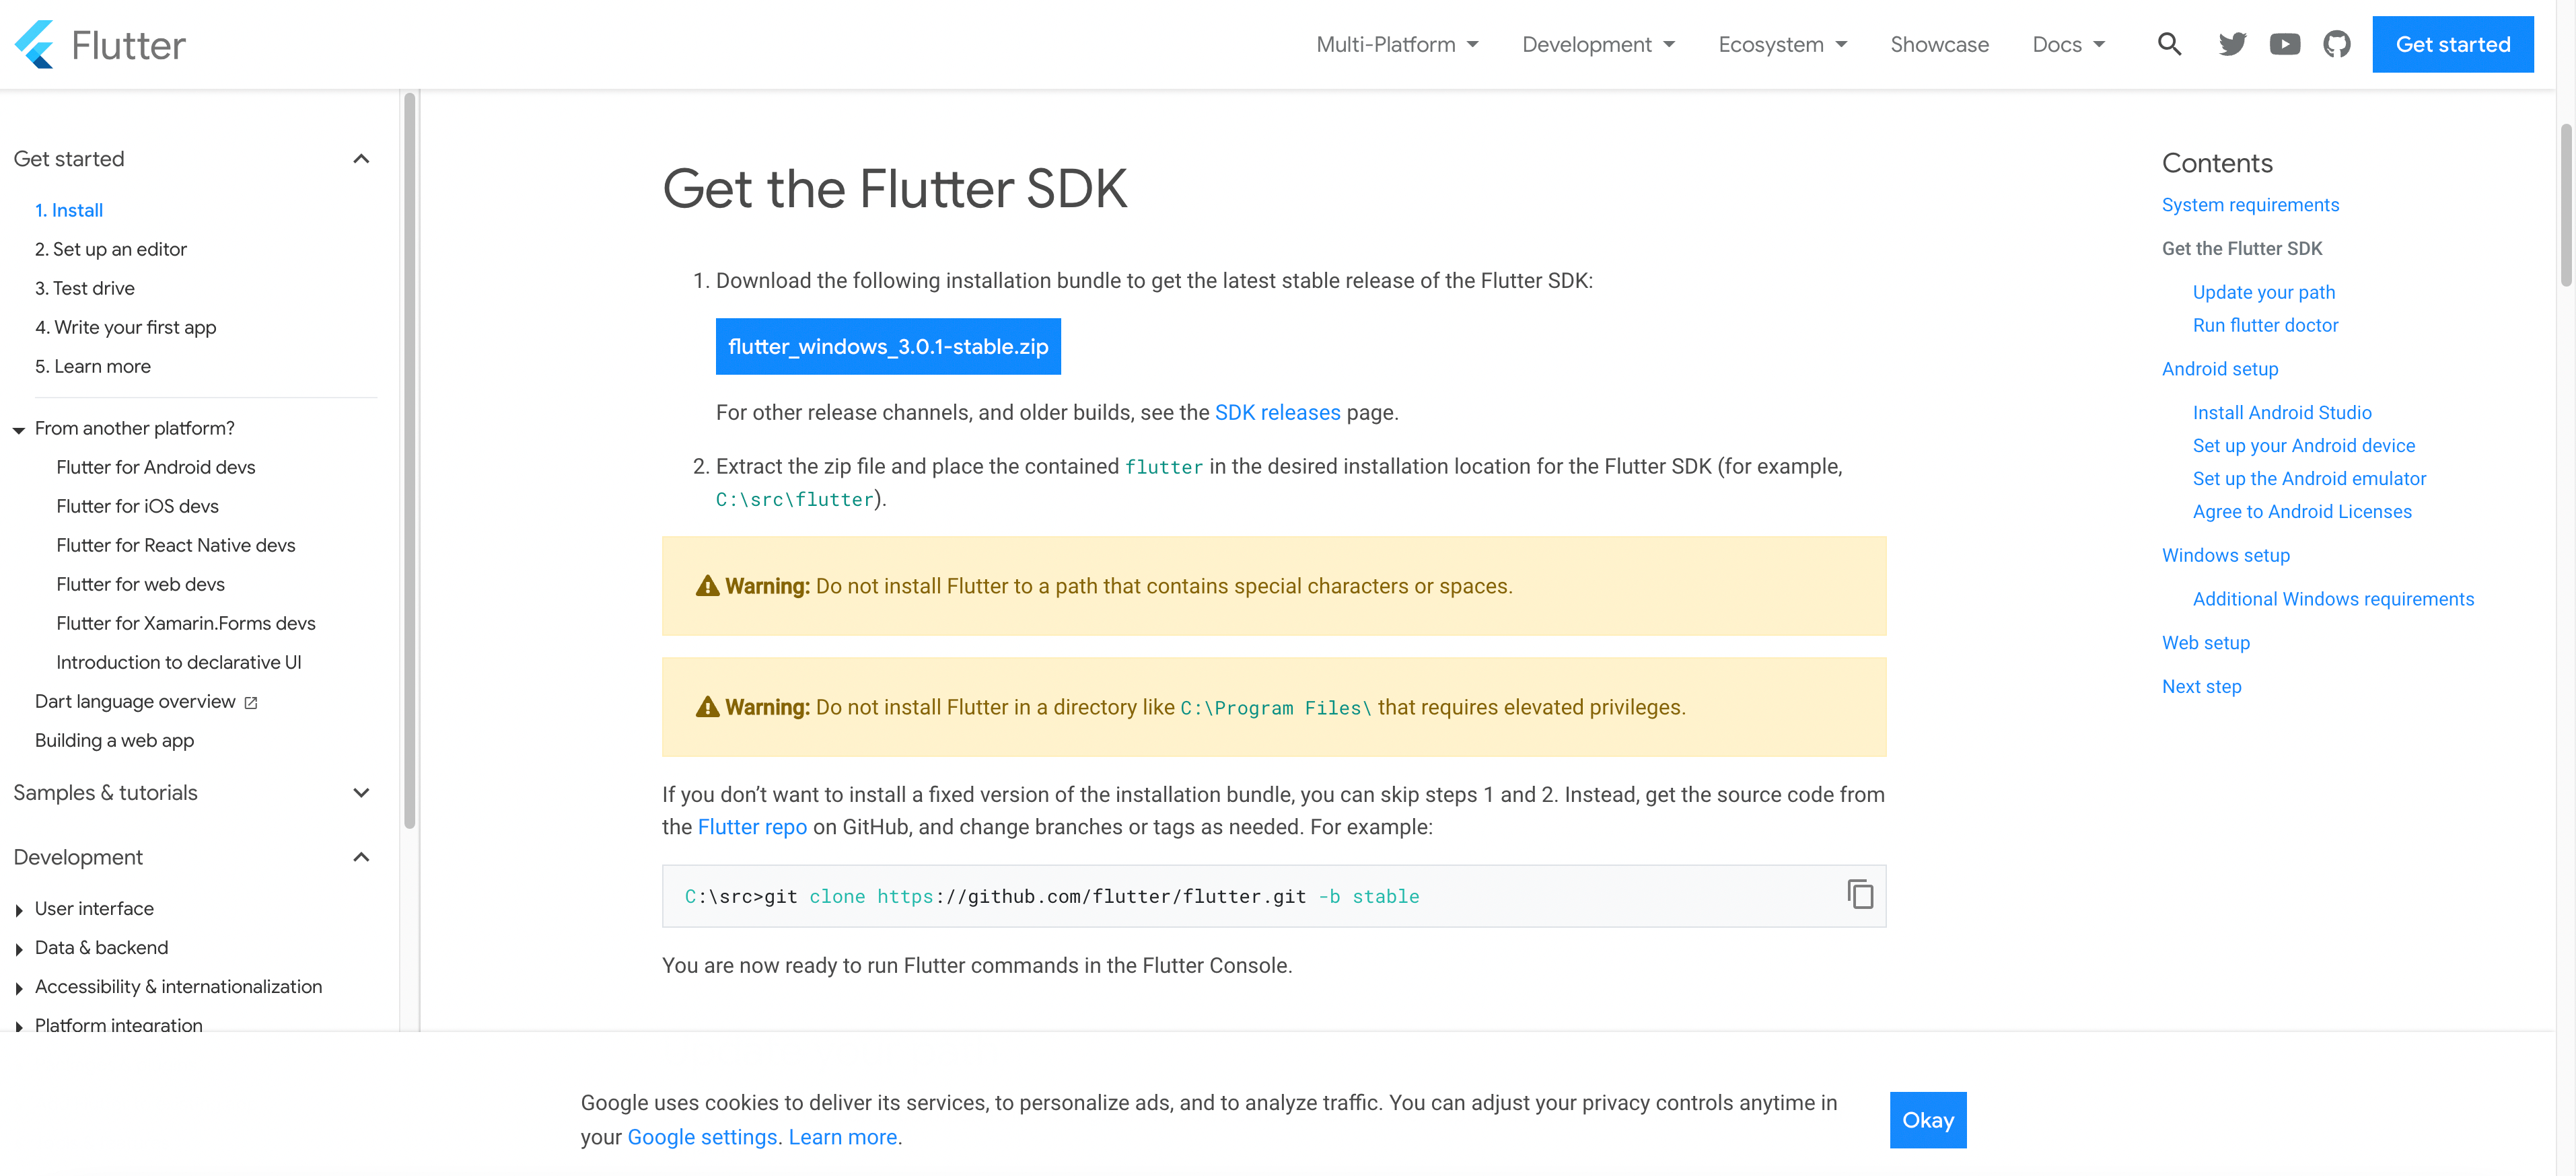 Flutter
Multi-Platform
Development
Ecosystem
Showcase
Docs
Get started
Get started
1. Install
2. Set up an editor
3. Test drive
4. Write your first app
5. Learn more
From another platform?
Flutter for Android devs
Flutter for iOS devs
Flutter for React Native devs
Flutter for web devs
Flutter for Xamarin.Forms devs
Introduction to declarative UI
Dart language overview
Building a web app
Samples & tutorials
Development
User interface
Data & backend
Accessibility & internationalization
Platform integration
Get the Flutter SDK
1. Download the following installation bundle to get the latest stable release of the Flutter SDK:
flutter_windows_3.0.1-stable.zip
For other release channels, and older builds, see the SDK releases page.
2. Extract the zip file and place the contained flutter in the desired installation location for the Flutter SDK (for example,
C:\src\flutter).
Warning: Do not install Flutter to a path that contains special characters or spaces.
Warning: Do not install Flutter in a directory like C:\Program Files\ that requires elevated privileges.
If you don’t want to install a fixed version of the installation bundle, you can skip steps 1 and 2. Instead, get the source code from
the Flutter repo on GitHub, and change branches or tags as needed. For example:
C:\src>git clone https://github.com/flutter/flutter.git -b stable
You are now ready to run Flutter commands in the Flutter Console.
Contents
System requirements
Get the Flutter SDK
Update your path
Run flutter doctor
Android setup
Install Android Studio
Set up your Android device
Set up the Android emulator
Agree to Android Licenses
Windows setup
Additional Windows requirements
Web setup
Next step
Google uses cookies to deliver its services, to personalize ads, and to analyze traffic. You can adjust your privacy controls anytime in
your Google settings. Learn more.
Okay